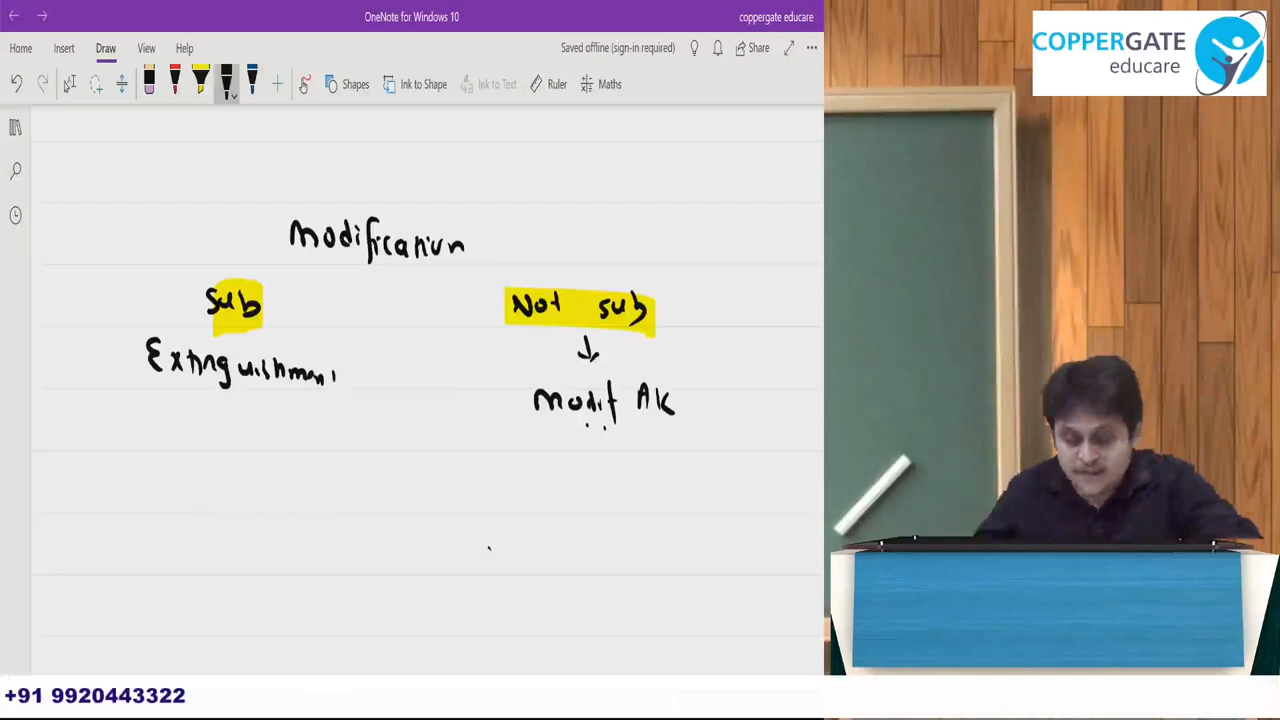 OneNote for Windows 10
coppergate educare
Home Insert Draw View Help
Saved offline (sign-in required)
Share
Shapes
Ink to Shape
Ink to Text
Ruler
Maths
COPPERGATE
educare
Modification
Sub
Not sub
Extinguishment
modif AK
+91 9920443322